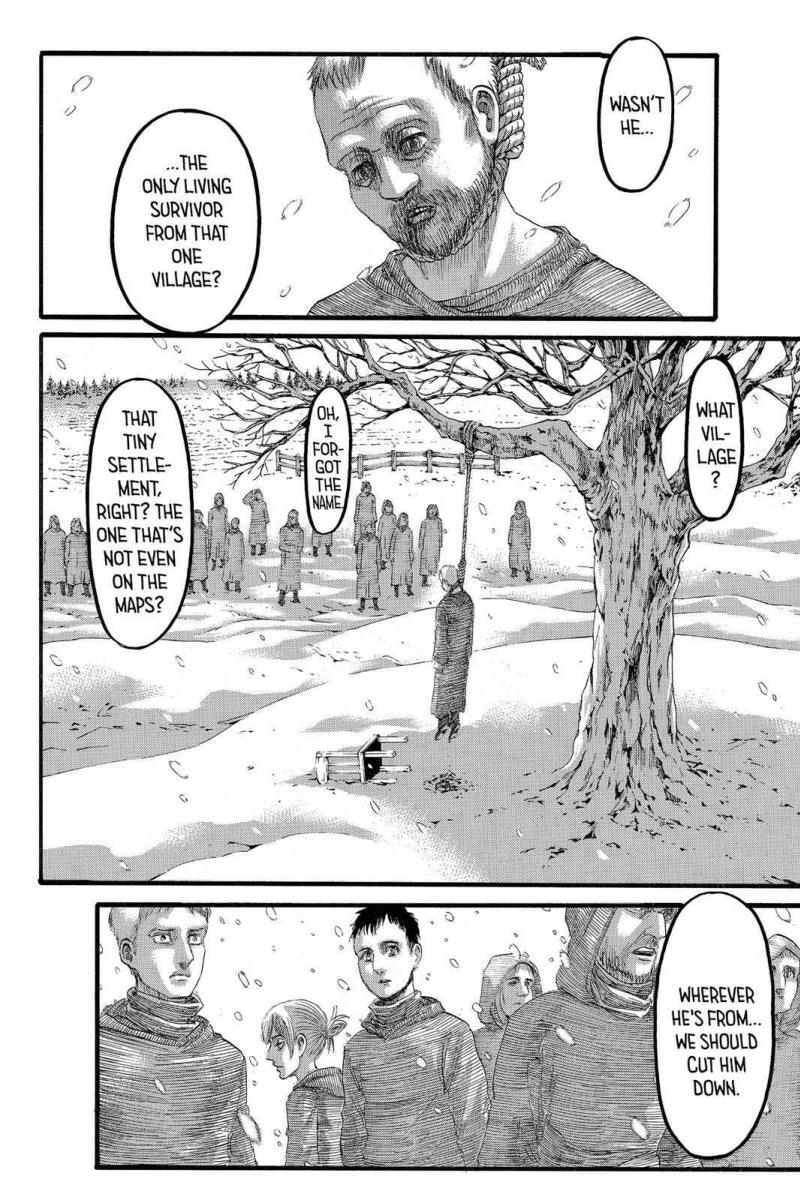 WASN'T
HE...
...THE
ONLY LIVING
SURVIVOR
FROM THAT
ONE
VILLAGE?
WHAT
VIL-
LAGE
?
OH,
I
FOR-
GOT
THE
NAME.
THAT
TINY
SETTLE-
MENT,
RIGHT? THE
ONE THAT'S
NOT EVEN
ON THE
MAPS?
WHEREVER
HE'S FROM...
WE SHOULD
CUT HIM
DOWN.